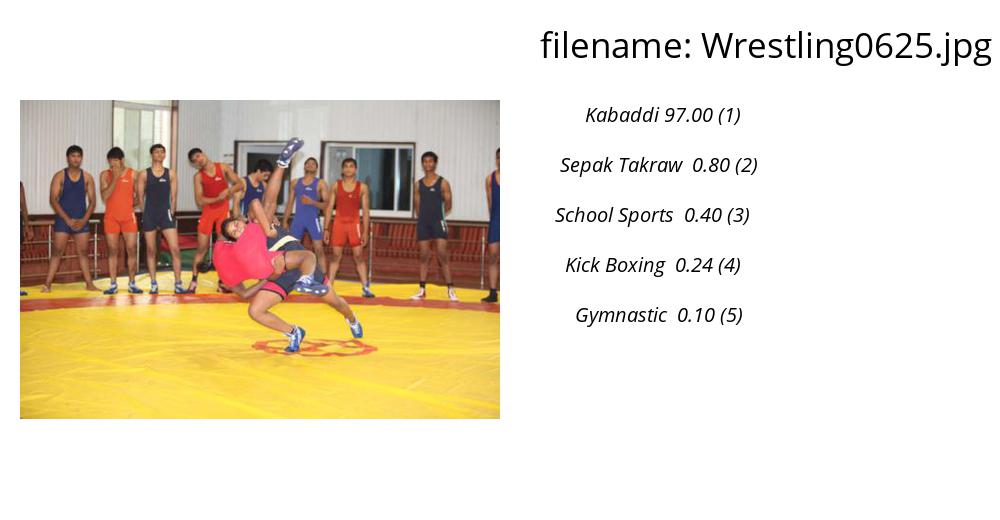 filename: Wrestling0625.jpg
Kabaddi 97.00 (1)
Sepak Takraw 0.80 (2)
School Sports 0.40 (3)
Kick Boxing 0.24 (4)
Gymnastic 0.10 (5)